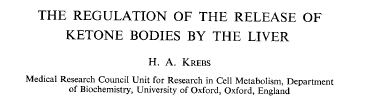 THE REGULATION OF THE RELEASE OF
KETONE BODIES BY THE LIVER
H. A. KREBS
Medical Research Council Unit for Research in Cell Metabolism, Department
of Biochemistry, University of Oxford, Oxford, England